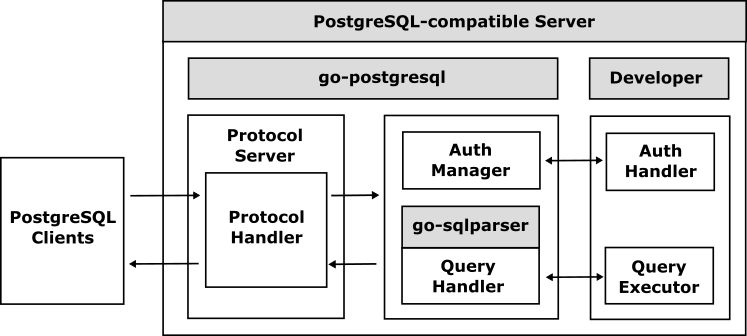 PostgreSQL-compatible Server
go-postgresql
Developer
Protocol
Server
Auth
Manager
Auth
Handler
PostgreSQL
Clients
Protocol
Handler
go-sqlparser
Query
Handler
Query
Executor